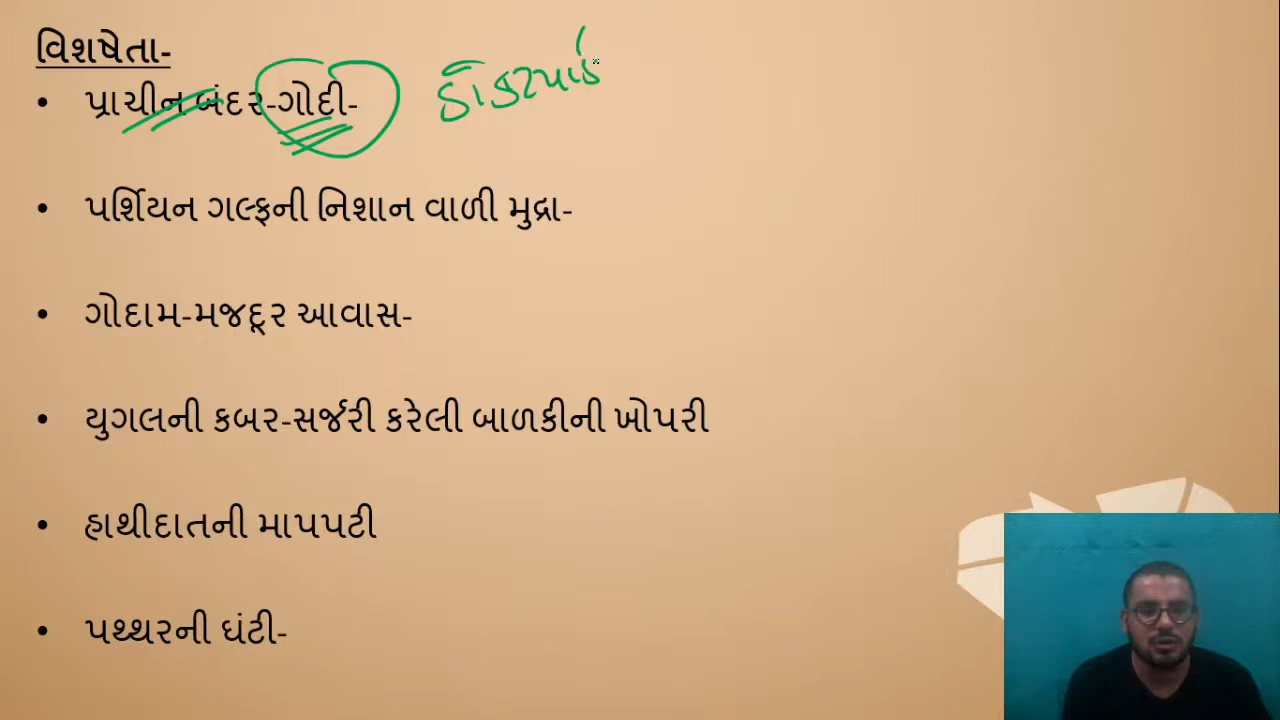 વિશષેતા-
• પ્રાચીન બંદર-ગોદી- ડૉકયાર્ડ
• પર્શિયન ગલ્ફની નિશાન વાળી મુદ્રા-
• ગોદામ-મજદૂર આવાસ-
• યુગલની કબર-સર્જરી કરેલી બાળકીની ખોપરી
• હાથીદાતની માપપટી
• પથ્થરની ઘંટી-